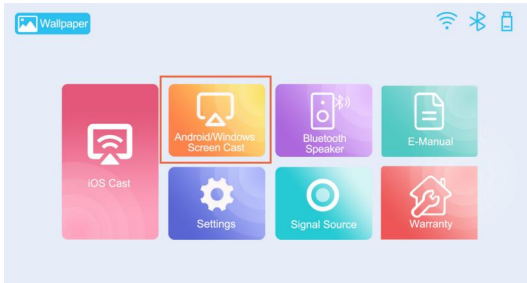 Wallpaper
iOS Cast
Android/Windows
Screen Cast
Bluetooth
Speaker
E-Manual
Settings
Signal Source
Warranty